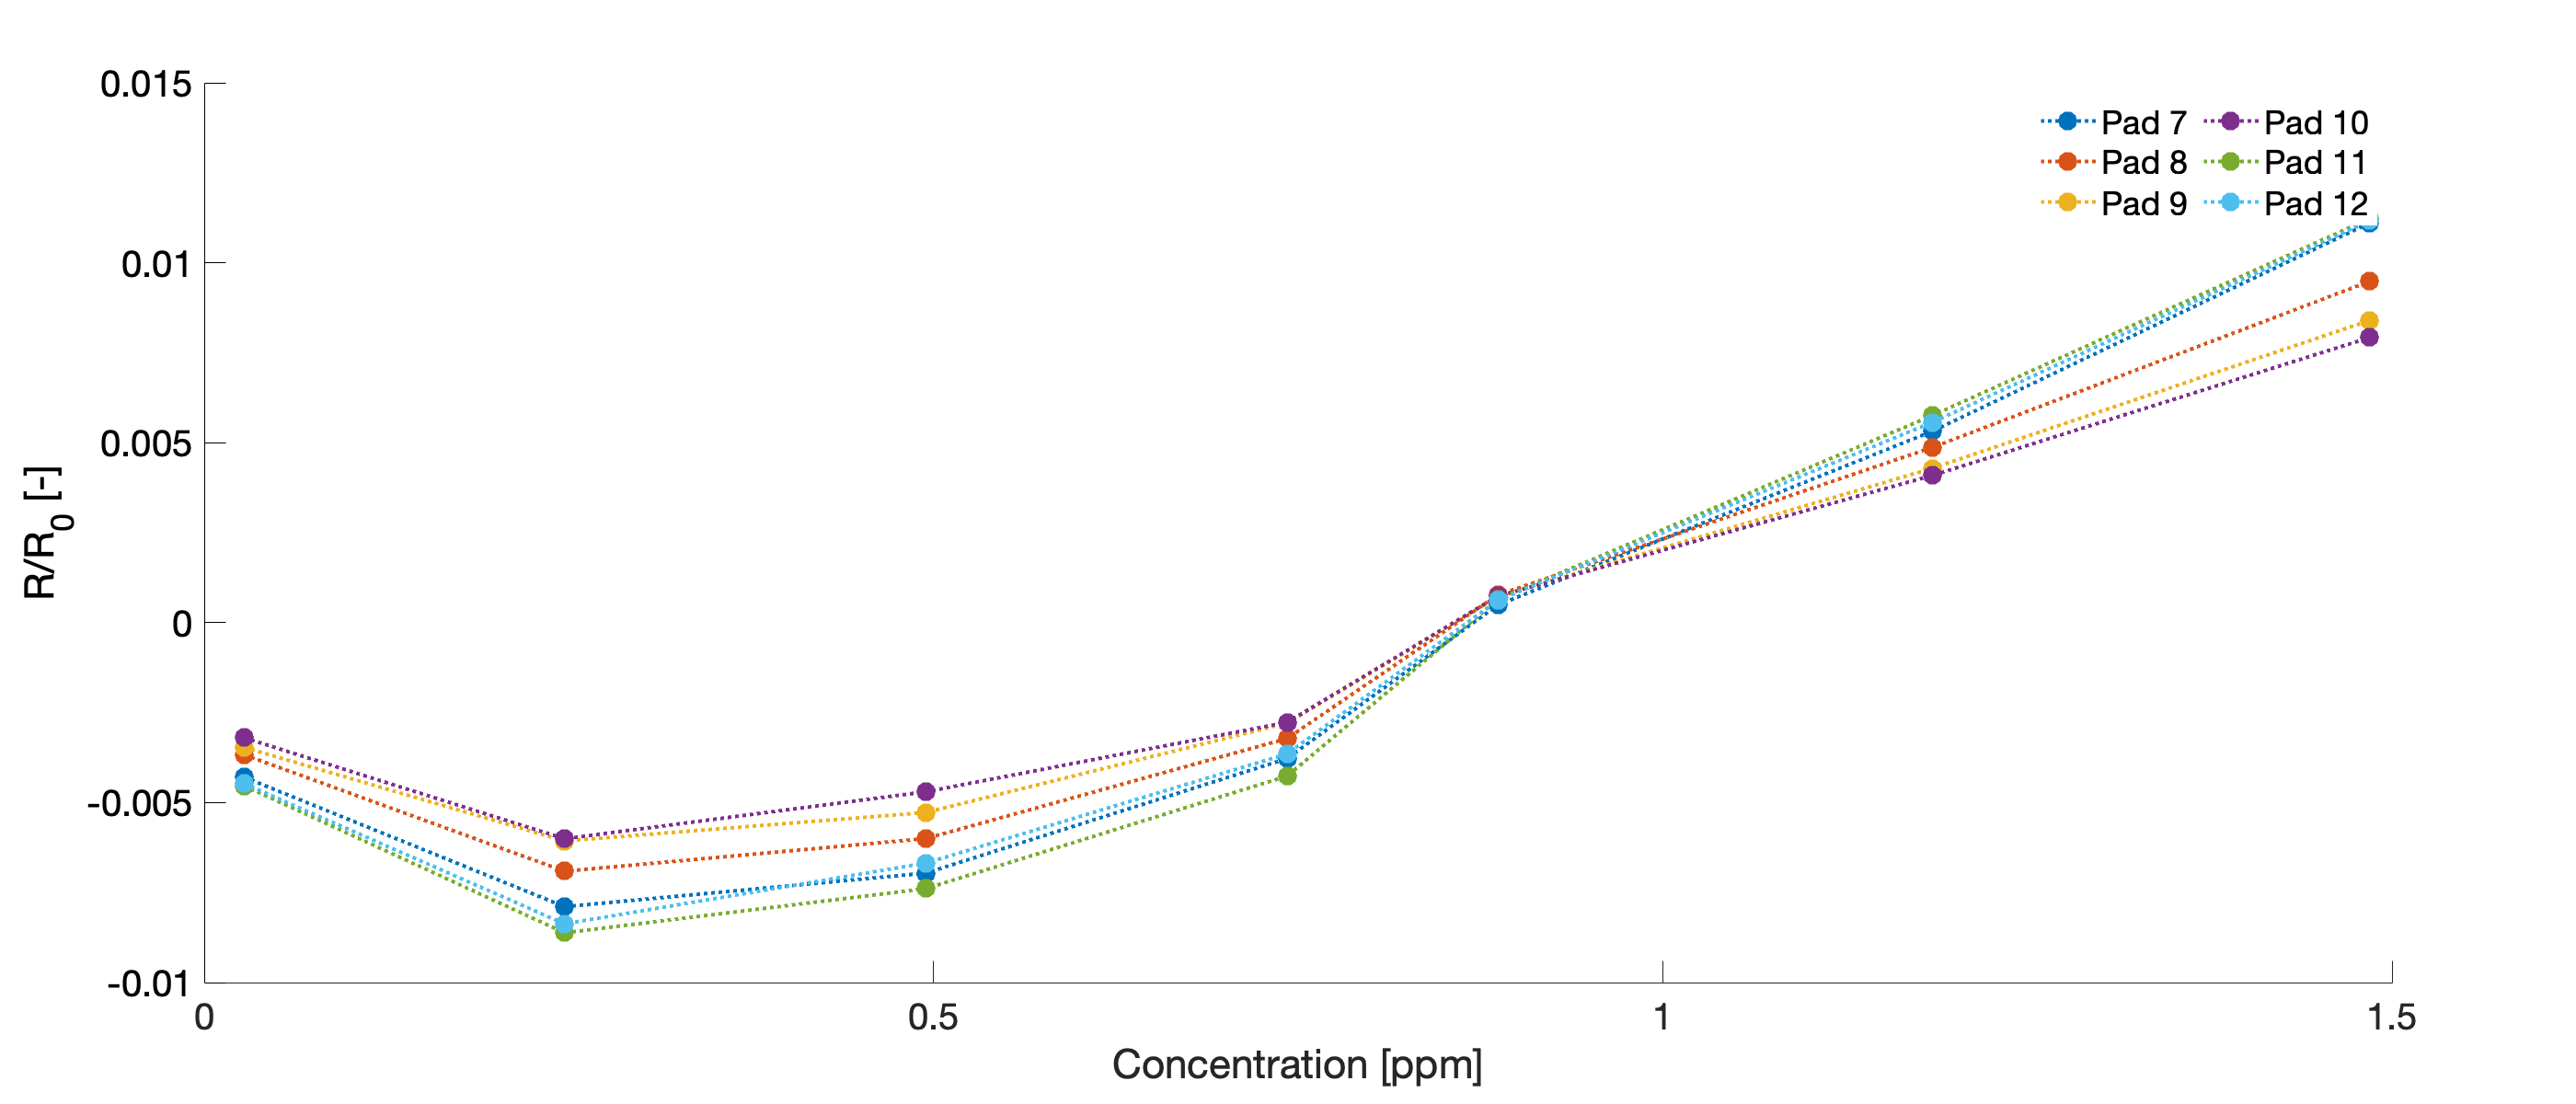 0.015
0.01
0.005
0
-0.005
-0.01
R/R0 [-]
Pad 7
Pad 8
Pad 9
Pad 10
Pad 11
Pad 12
0
0.5
1
1.5
Concentration [ppm]